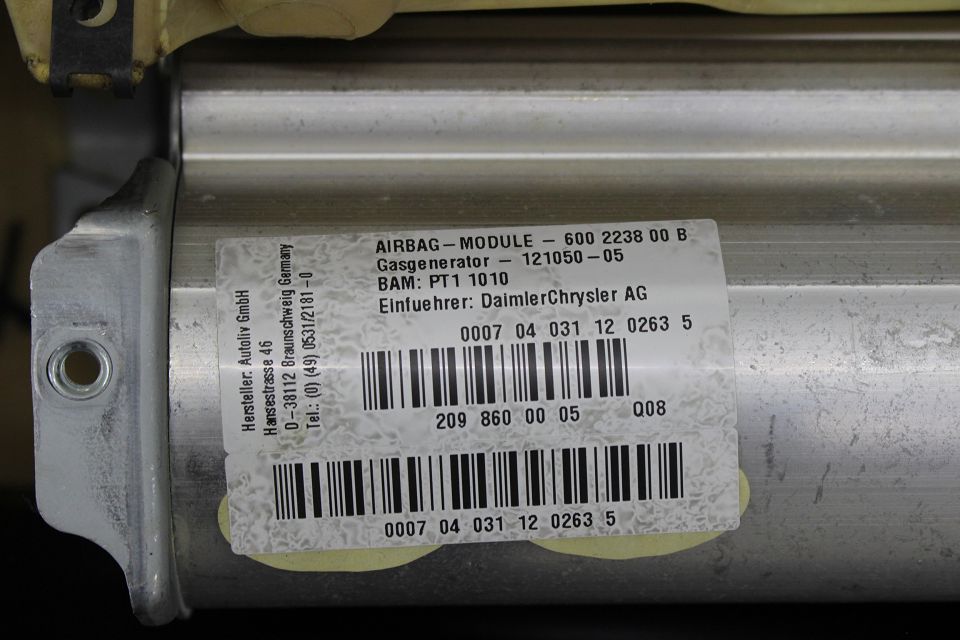 AIRBAG-MODULE - 600 2238 00 B
Gasgenerator - 121050-05
BAM: PT1 1010
Einfuehrer: DaimlerChrysler AG
Hersteller: Autoliv GmbH
Hansestrasse 46
D-38112 Braunschweig Germany
Tel.: (0) (49) 0531/2181-0
0007 04 031 12 0263 5
209 860 00 05 Q08
0007 04 031 12 0263 5